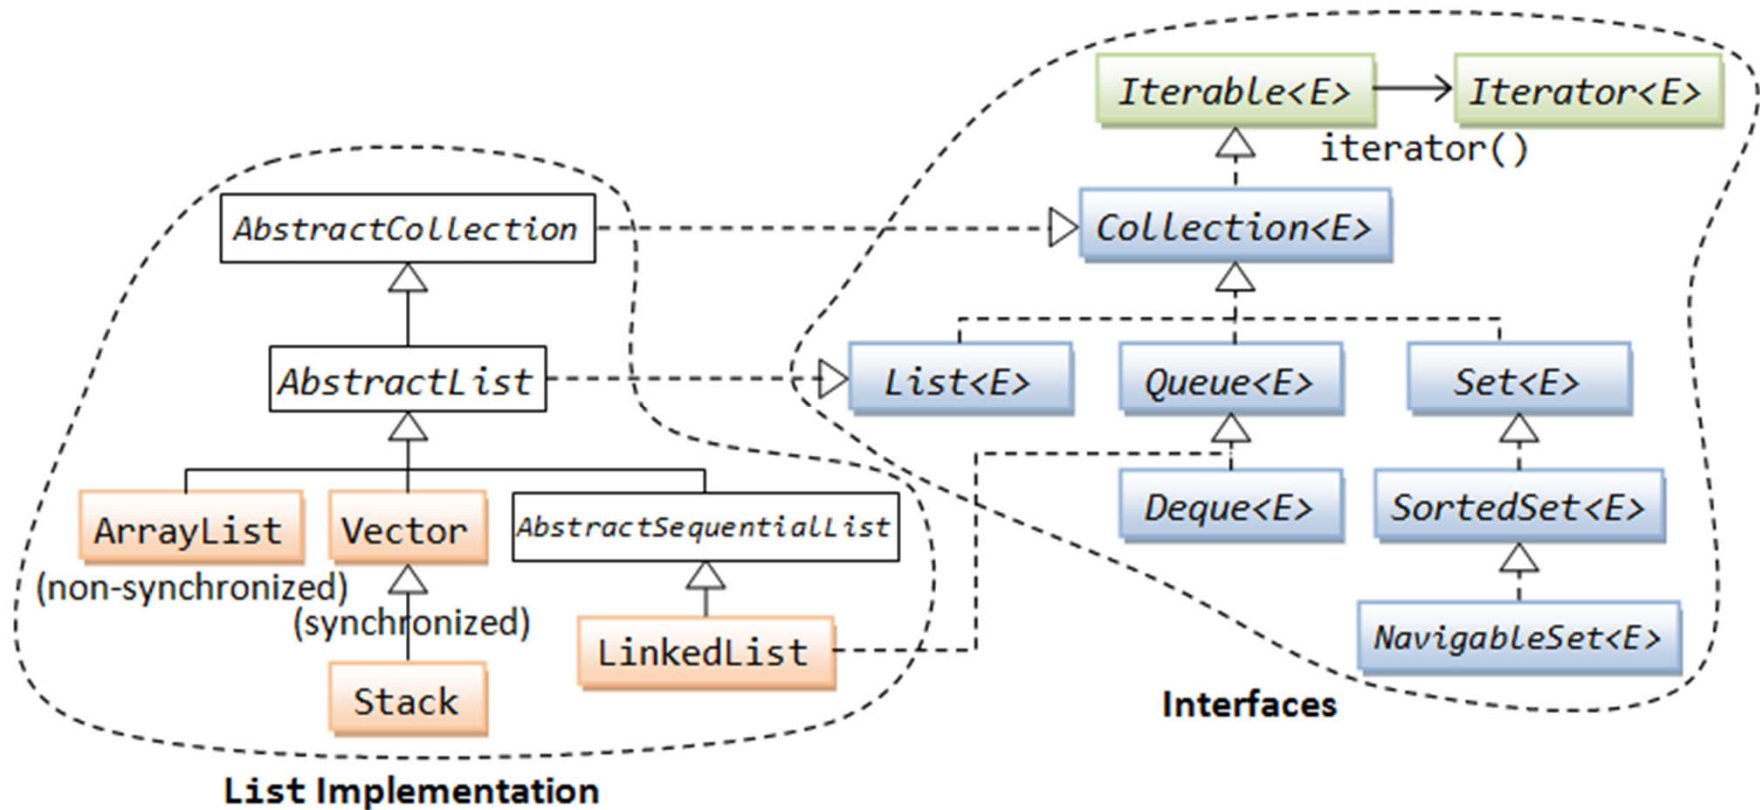 Iterable<E>
Iterator<E>
iterator()
AbstractCollection
Collection<E>
AbstractList
List<E>
Queue<E>
Set<E>
ArrayList
Vector
AbstractSequentialList
Deque<E>
SortedSet<E>
(non-synchronized)
(synchronized)
LinkedList
NavigableSet<E>
Stack
Interfaces
List Implementation